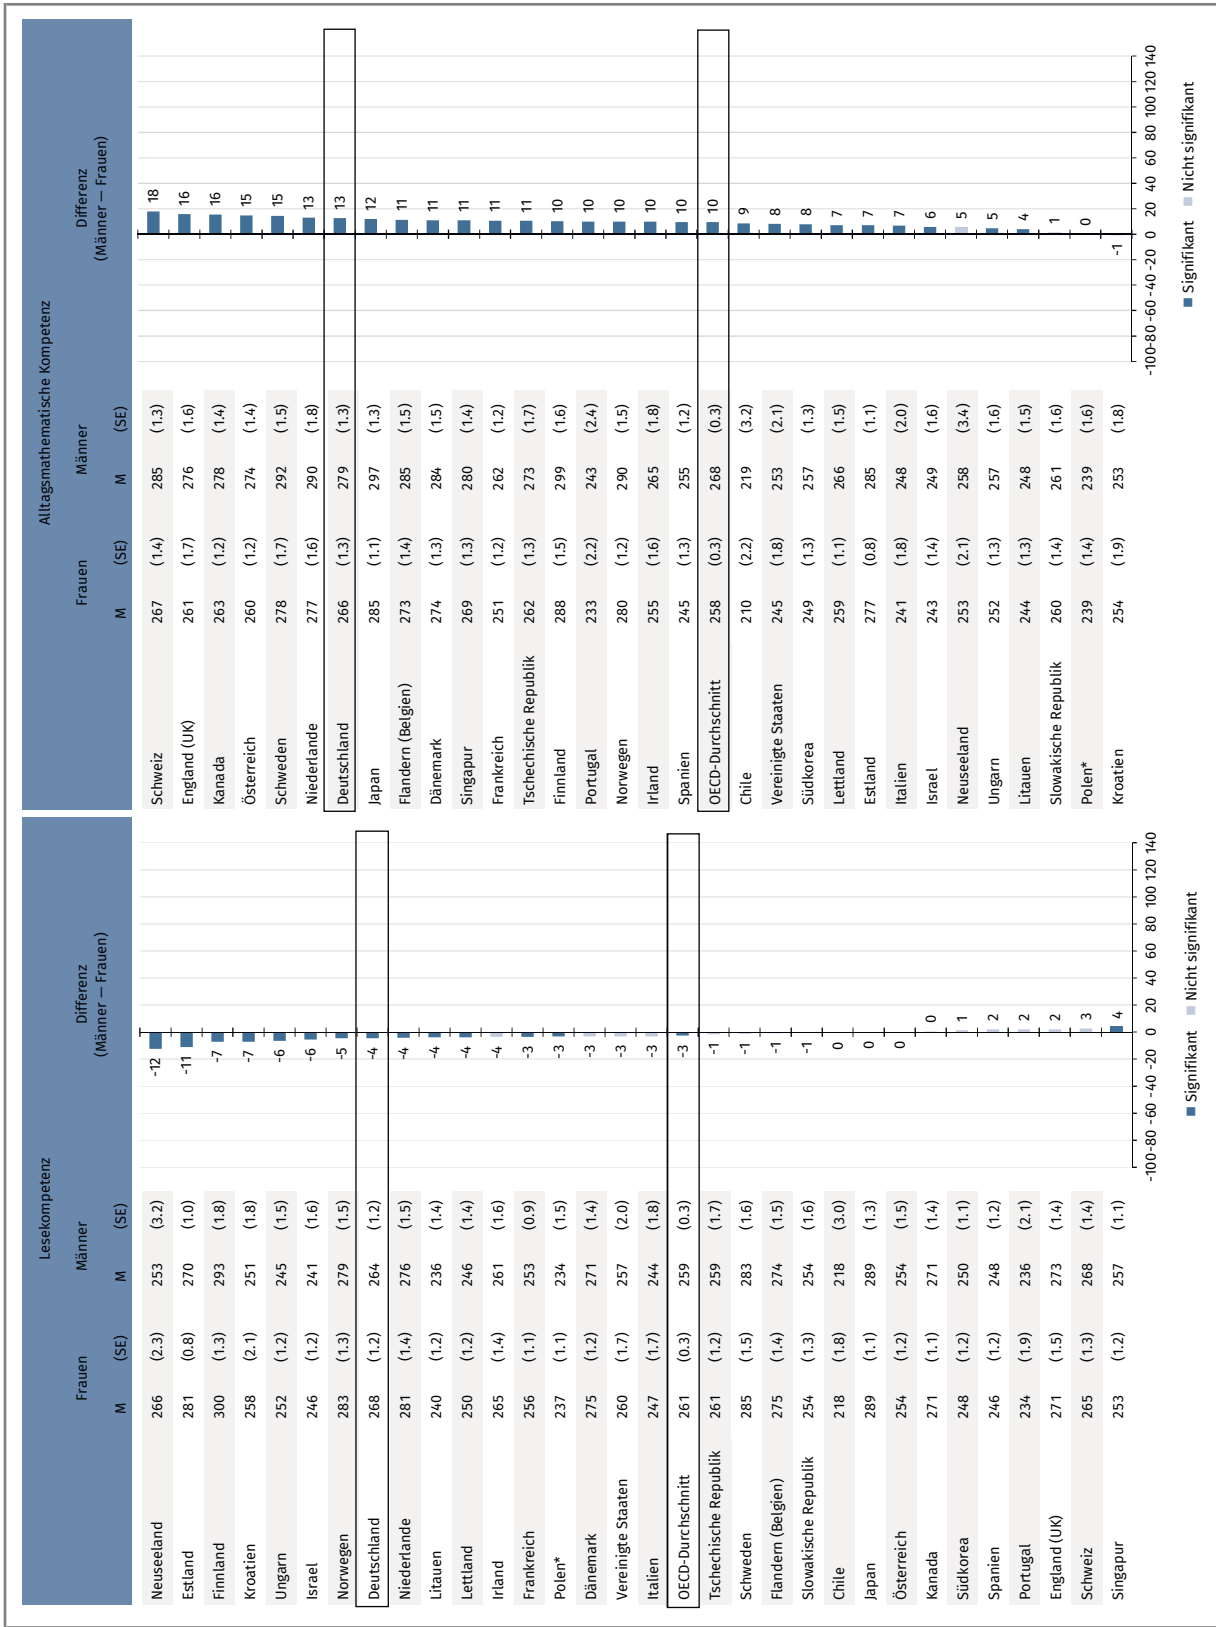 Lesekompetenz
Frauen Männer Differenz
(Männer — Frauen)
M (SE) M (SE)
Neuseeland 266 (2.3) 253 (3.2) -12
Estland 281 (0.8) 270 (1.0) -11
Finnland 300 (1.3) 293 (1.8) -7
Kroatien 258 (2.1) 251 (1.8) -7
Ungarn 252 (1.2) 245 (1.5) -6
Israel 246 (1.2) 241 (1.6) -6
Norwegen 283 (1.3) 279 (1.5) -5
Deutschland 268 (1.2) 264 (1.2) -4
Niederlande 281 (1.4) 276 (1.5) -4
Litauen 240 (1.2) 236 (1.4) -4
Lettland 250 (1.2) 246 (1.4) -4
Irland 265 (1.4) 261 (1.6) -4
Frankreich 256 (1.1) 253 (0.9) -3
Polen* 237 (1.1) 234 (1.5) -3
Dänemark 275 (1.2) 271 (1.4) -3
Vereinigte Staaten 260 (1.7) 257 (2.0) -3
Italien 247 (1.7) 244 (1.8) -3
OECD-Durchschnitt 261 (0.3) 259 (0.3) -3
Tschechische Republik 261 (1.2) 259 (1.7) -1
Schweden 285 (1.5) 283 (1.6) -1
Flandern (Belgien) 275 (1.4) 274 (1.5) -1
Slowakische Republik 254 (1.3) 254 (1.6) -1
Chile 218 (1.8) 218 (3.0) 0
Japan 289 (1.1) 289 (1.3) 0
Österreich 254 (1.2) 254 (1.5) 0
Kanada 271 (1.1) 271 (1.4) 0
Südkorea 248 (1.2) 250 (1.1) 1
Spanien 246 (1.2) 248 (1.2) 2
Portugal 234 (1.9) 236 (2.1) 2
England (UK) 271 (1.5) 273 (1.4) 2
Schweiz 265 (1.3) 268 (1.4) 3
Singapur 253 (1.2) 257 (1.1) 4
-100 -80 -60 -40 -20 0 20 40 60 80 100 120 140
Signifikant Nicht signifikant
Alltagsmathematische Kompetenz
Frauen Männer Differenz
(Männer — Frauen)
M (SE) M (SE)
Schweiz 267 (1.4) 285 (1.3) 18
England (UK) 261 (1.7) 276 (1.6) 16
Kanada 263 (1.2) 278 (1.4) 16
Österreich 260 (1.2) 274 (1.4) 15
Schweden 278 (1.7) 292 (1.5) 15
Niederlande 277 (1.6) 290 (1.8) 13
Deutschland 266 (1.3) 279 (1.3) 13
Japan 285 (1.1) 297 (1.3) 12
Flandern (Belgien) 273 (1.4) 285 (1.5) 11
Dänemark 274 (1.3) 284 (1.5) 11
Singapur 269 (1.3) 280 (1.4) 11
Frankreich 251 (1.2) 262 (1.2) 11
Tschechische Republik 262 (1.3) 273 (1.7) 11
Finnland 288 (1.5) 299 (1.6) 10
Portugal 233 (2.2) 243 (2.4) 10
Norwegen 280 (1.2) 290 (1.5) 10
Irland 255 (1.6) 265 (1.8) 10
Spanien 245 (1.3) 255 (1.2) 10
OECD-Durchschnitt 258 (0.3) 268 (0.3) 10
Chile 210 (2.2) 219 (3.2) 9
Vereinigte Staaten 245 (1.8) 253 (2.1) 8
Südkorea 249 (1.3) 257 (1.3) 8
Lettland 259 (1.1) 266 (1.5) 7
Estland 277 (0.8) 285 (1.1) 7
Italien 241 (1.8) 248 (2.0) 7
Israel 243 (1.4) 249 (1.6) 6
Neuseeland 253 (2.1) 258 (3.4) 5
Ungarn 252 (1.3) 257 (1.6) 5
Litauen 244 (1.3) 248 (1.5) 4
Slowakische Republik 260 (1.4) 261 (1.6) 1
Polen* 239 (1.4) 239 (1.6) 0
Kroatien 254 (1.9) 253 (1.8) -1
-100 -80 -60 -40 -20 0 20 40 60 80 100 120 140
Signifikant Nicht signifikant